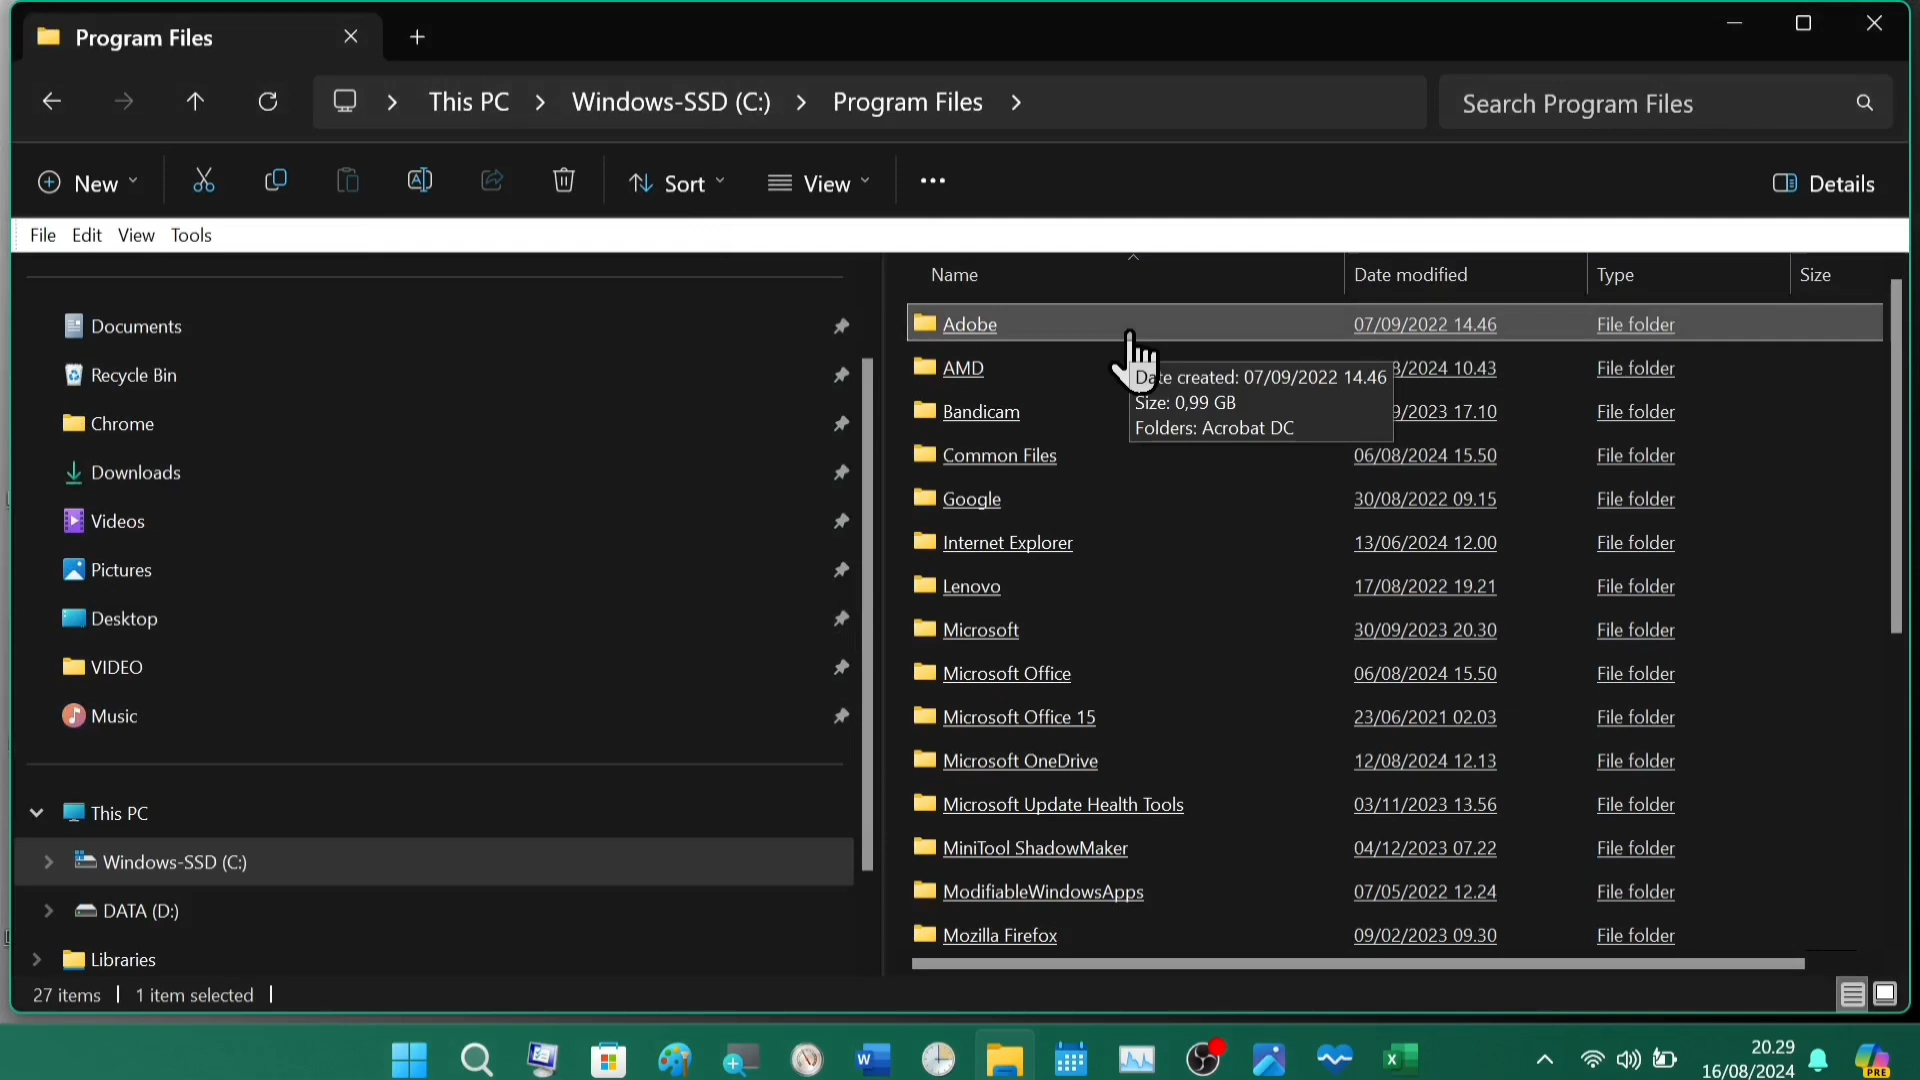 Program Files
This PC > Windows-SSD (C:) > Program Files >
Search Program Files
New
Sort
View
Details
File Edit View Tools
Documents
Recycle Bin
Chrome
Downloads
Videos
Pictures
Desktop
VIDEO
Music
This PC
Windows-SSD (C:)
DATA (D:)
Libraries
Name Date modified Type Size
Adobe 07/09/2022 14.46 File folder
AMD 8/2024 10.43 File folder
Date created: 07/09/2022 14.46
Size: 0,99 GB
Folders: Acrobat DC
Bandicam 9/2023 17.10 File folder
Common Files 06/08/2024 15.50 File folder
Google 30/08/2022 09.15 File folder
Internet Explorer 13/06/2024 12.00 File folder
Lenovo 17/08/2022 19.21 File folder
Microsoft 30/09/2023 20.30 File folder
Microsoft Office 06/08/2024 15.50 File folder
Microsoft Office 15 23/06/2021 02.03 File folder
Microsoft OneDrive 12/08/2024 12.13 File folder
Microsoft Update Health Tools 03/11/2023 13.56 File folder
MiniTool ShadowMaker 04/12/2023 07.22 File folder
ModifiableWindowsApps 07/05/2022 12.24 File folder
Mozilla Firefox 09/02/2023 09.30 File folder
27 items | 1 item selected |
20.29
16/08/2024
PRE